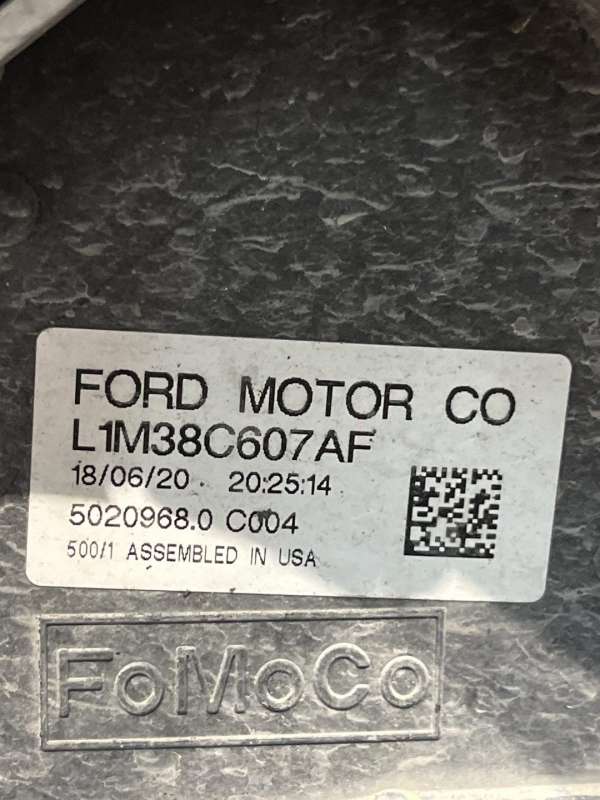 FORD MOTOR CO
L1M38C607AF
18/06/20 20:25:14
5020968.0 C004
500/1 ASSEMBLED IN USA
FoMoCo